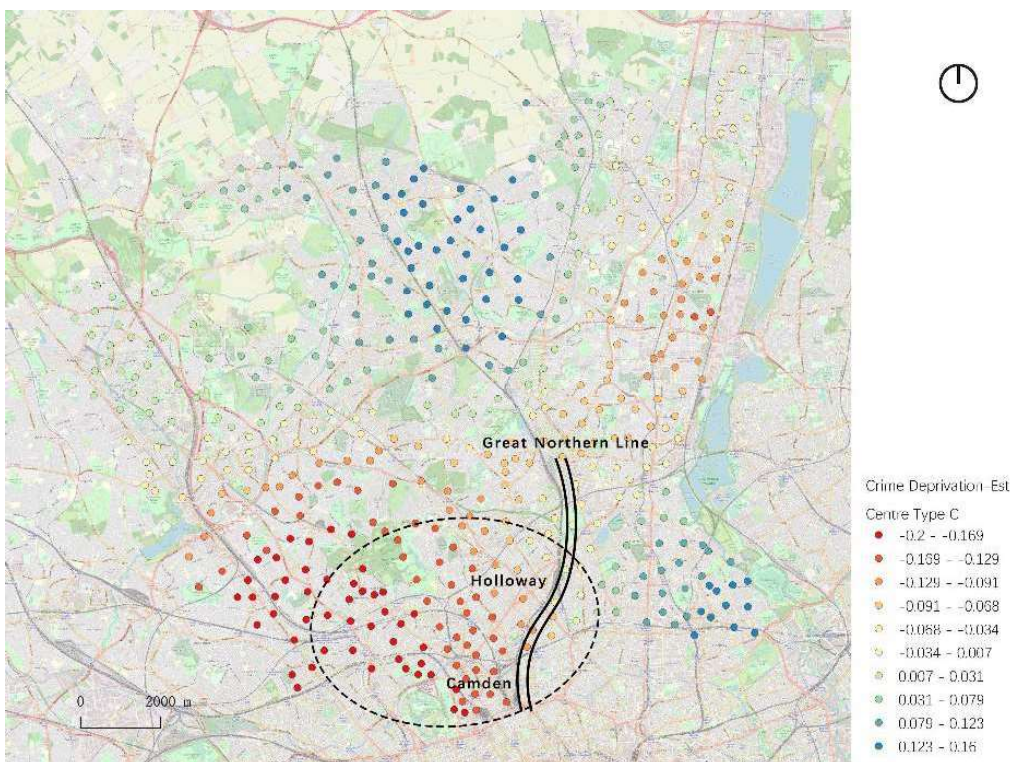 Great Northern Line
Holloway
Camden
0 2000 m
Crime Deprivation-Est
Centre Type C
-0.2 - -0.169
-0.169 - -0.129
-0.129 - -0.091
-0.091 - -0.068
-0.068 - -0.034
-0.034 - 0.007
0.007 - 0.031
0.031 - 0.079
0.079 - 0.123
0.123 - 0.16